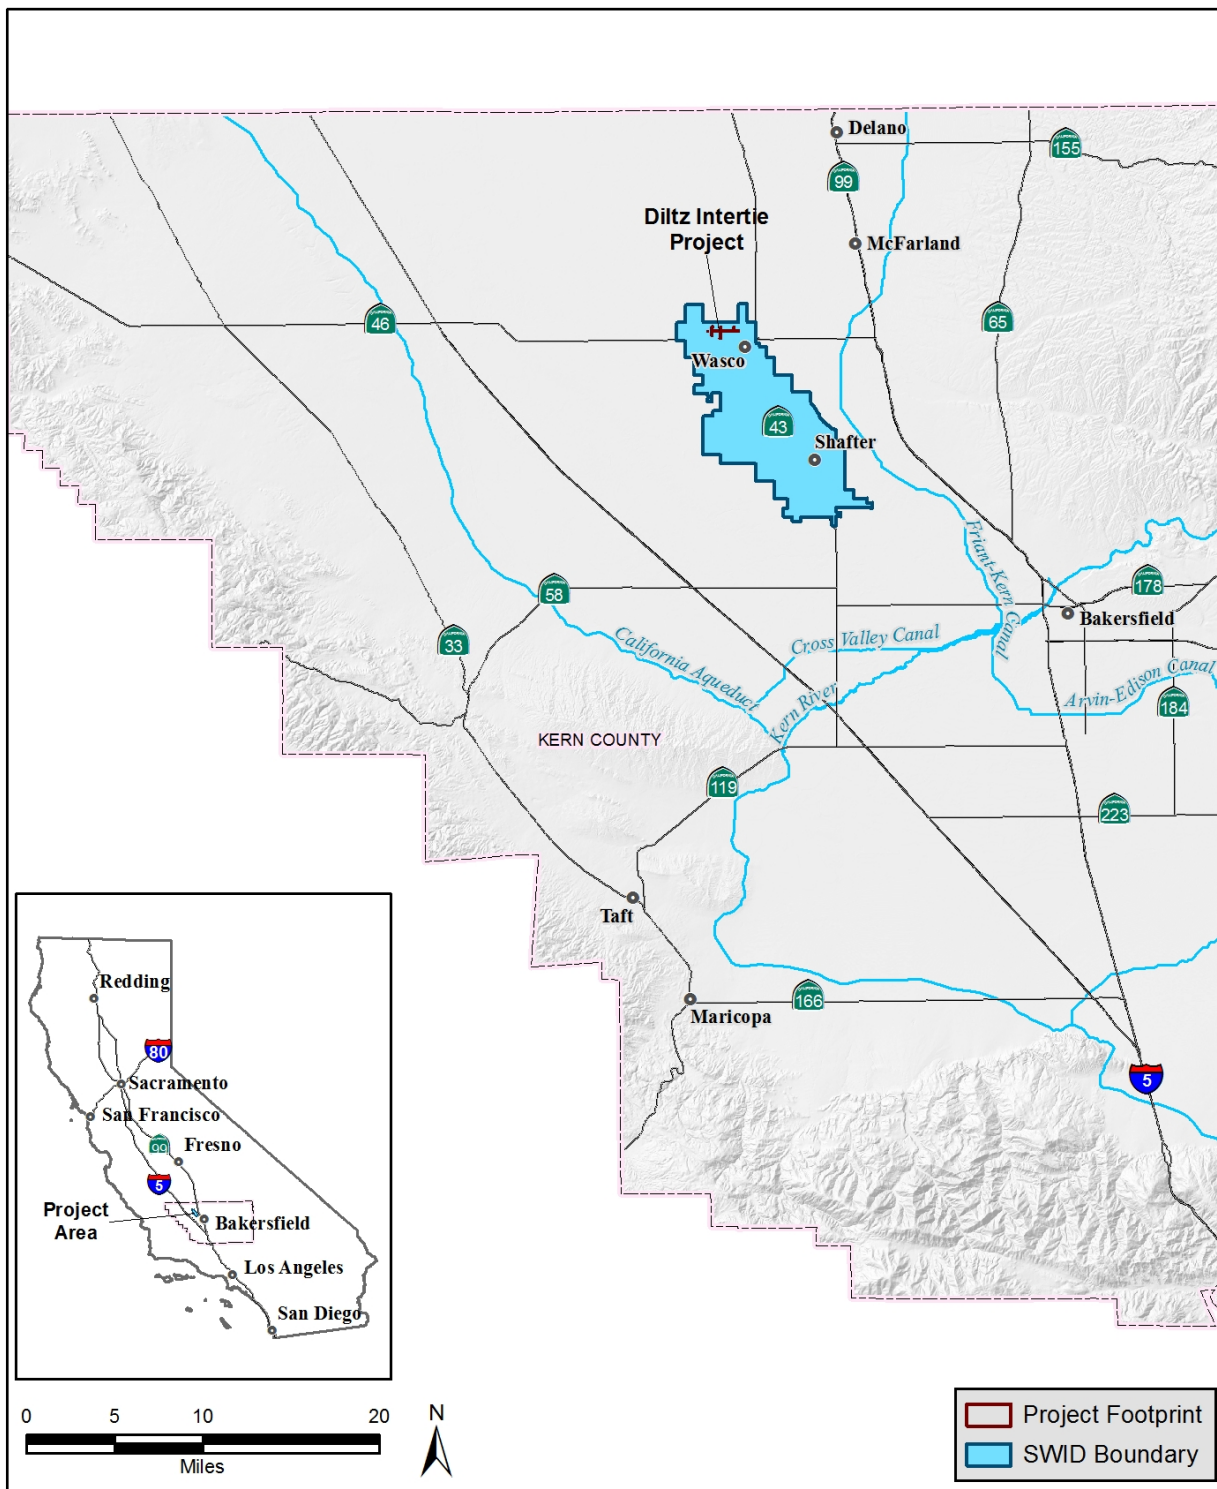 Delano
155
99
Diltz Intertie
Project
McFarland
46
65
Wasco
43
Shafter
Friant-Kern Canal
58
178
Bakersfield
33
California Aqueduct
Cross Valley Canal
Kern River
Arvin-Edison Canal
184
KERN COUNTY
119
223
Taft
166
Maricopa
5
Redding
80
Sacramento
San Francisco
99
Fresno
5
Project
Area
Bakersfield
Los Angeles
San Diego
0 5 10 20
Miles
N
Project Footprint
SWID Boundary